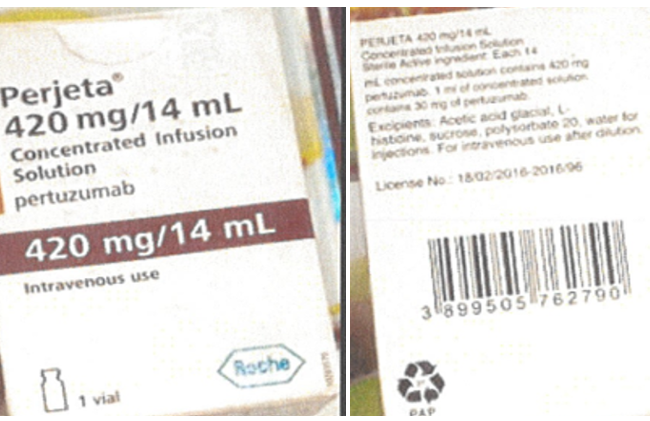 Perjeta®
420 mg/14 mL
Concentrated Infusion
Solution
pertuzumab
420 mg/14 mL
Intravenous use
1 vial
Roche
PERJETA 420 mg/14 mL
Concentrated Infusion Solution
Sterile Active ingredient: Each 14
mL concentrated solution contains 420 mg
pertuzumab. 1 ml of concentrated solution
contains 30 mg of pertuzumab.
Excipients: Acetic acid glacial, L-
histidine, sucrose, polysorbate 20, water for
injections. For intravenous use after dilution.
License No.: 18/02/2016-2016/96
3 899505 762790
PAP